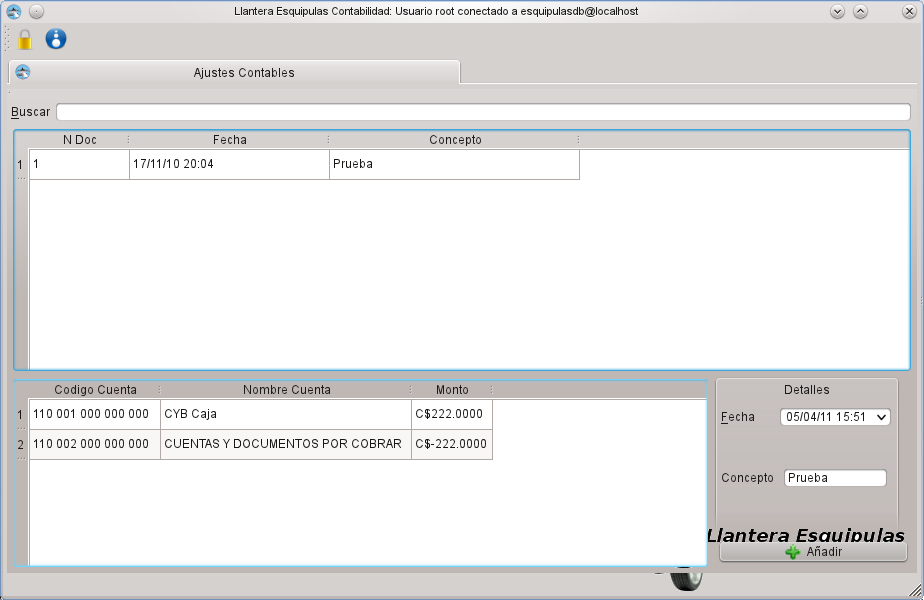 Llantera Esquipulas Contabilidad: Usuario root conectado a esquipulasdb@localhost
Ajustes Contables
Buscar
N Doc Fecha Concepto
1 1 17/11/10 20:04 Prueba
Codigo Cuenta Nombre Cuenta Monto
1 110 001 000 000 000 CYB Caja C$222.0000
2 110 002 000 000 000 CUENTAS Y DOCUMENTOS POR COBRAR C$-222.0000
Detalles
Fecha 05/04/11 15:51
Concepto Prueba
Llantera Esquipulas
Añadir